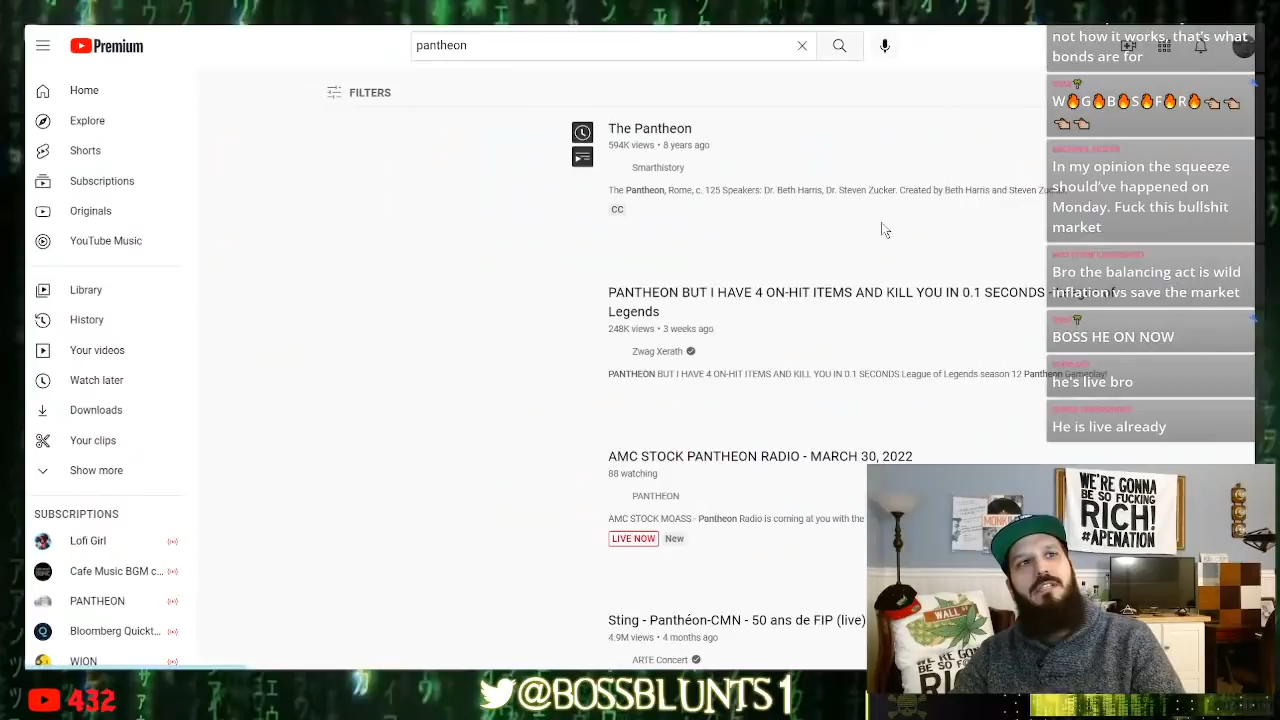 Premium
pantheon
FILTERS
Home
Explore
Shorts
Subscriptions
Originals
YouTube Music
Library
History
Your videos
Watch later
Downloads
Your clips
Show more
SUBSCRIPTIONS
Lofi Girl
Cafe Music BGM c...
PANTHEON
Bloomberg Quickt...
WION
The Pantheon
594K views • 8 years ago
Smarthistory
The Pantheon, Rome, c. 125 Speakers: Dr. Beth Harris, Dr. Steven Zucker. Created by Beth Harris and Steven
CC
PANTHEON BUT I HAVE 4 ON-HIT ITEMS AND KILL YOU IN 0.1 SECONDS -
Legends
248K views • 3 weeks ago
Zwag Xerath
PANTHEON BUT I HAVE 4 ON-HIT ITEMS AND KILL YOU IN 0.1 SECONDS League of Legends season 12 Pantheon Gameplay!
AMC STOCK PANTHEON RADIO - MARCH 30, 2022
88 watching
PANTHEON
AMC STOCK MOASS - Pantheon Radio is coming at you with the
LIVE NOW New
Sting - Panthéon-CMN - 50 ans de FIP (live)
4.9M views • 4 months ago
ARTE Concert
not how it works, that's what
bonds are for
W🔥G🔥B🔥S🔥F🔥R🔥👈🏼👈🏼
👈🏼👈🏼
In my opinion the squeeze
should've happened on
Monday. Fuck this bullshit
market
Bro the balancing act is wild
inflation vs save the market
BOSS HE ON NOW
he's live bro
He is live already
WE'RE GONNA
BE SO FUCKING
RICH!
#APENATION
WALL
WE'RE GONNA
432
@BOSSBLUNTS1